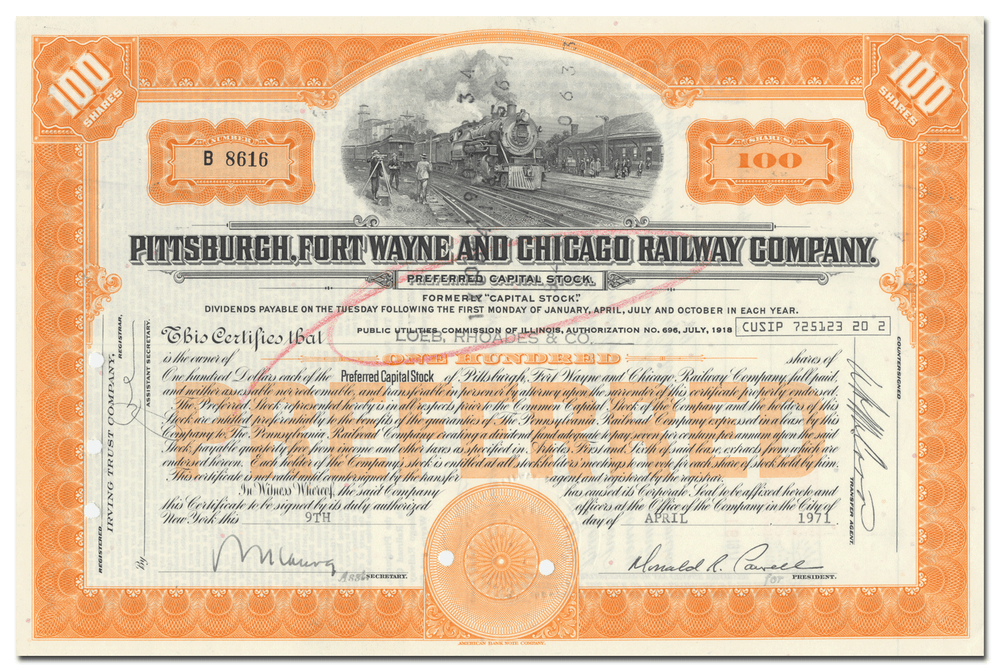 100
SHARES
100
SHARES
NUMBER
B 8616
SHARES
100
PITTSBURGH, FORT WAYNE AND CHICAGO RAILWAY COMPANY.
PREFERRED CAPITAL STOCK.
FORMERLY "CAPITAL STOCK."
DIVIDENDS PAYABLE ON THE TUESDAY FOLLOWING THE FIRST MONDAY OF JANUARY, APRIL, JULY AND OCTOBER IN EACH YEAR.
PUBLIC UTILITIES COMMISSION OF ILLINOIS, AUTHORIZATION NO. 696, JULY, 1918
CUSIP 725123 20 2
This Certifies that LOEB, RHOADES & CO.
is the owner of ONE HUNDRED shares of
One hundred Dollars each of the Preferred Capital Stock of Pittsburgh, Fort Wayne and Chicago Railway Company, full paid,
and neither assessable nor redeemable, and transferable in person or by attorney upon surrender of this certificate properly endorsed.
The Preferred Stock represented hereby is in all respects prior to the Common Capital Stock of the Company and the holder of this
stock is entitled preferentially to the benefits of the guaranties of The Pennsylvania Railroad Company expressed in a lease by this
Company to The Pennsylvania Railroad Company creating a dividend fund adequate to pay seven per centum per annum upon the said
Stock, payable quarterly, free from income and other taxes as specified in Articles First and Sixth of said lease, extracts from which are
endorsed hereon. Each holder of the Company's stock is entitled at all stockholders' meetings to one vote for each share of stock held by him.
This certificate is not valid until countersigned by the transfer agent and registered by the registrar.
In Witness Whereof, the said Company has caused its Corporate Seal to be affixed hereto and
this Certificate to be signed by its duly authorized officers at the Office of the Company in the City of
New York this 9TH day of APRIL 1971
PREFERRED
SECRETARY.
Donald R. Powell
FOR PRESIDENT.
REGISTERED
IRVING TRUST COMPANY,
REGISTRAR,
By
ASSISTANT SECRETARY.
COUNTERSIGNED
TRANSFER AGENT.
AMERICAN BANK NOTE COMPANY.